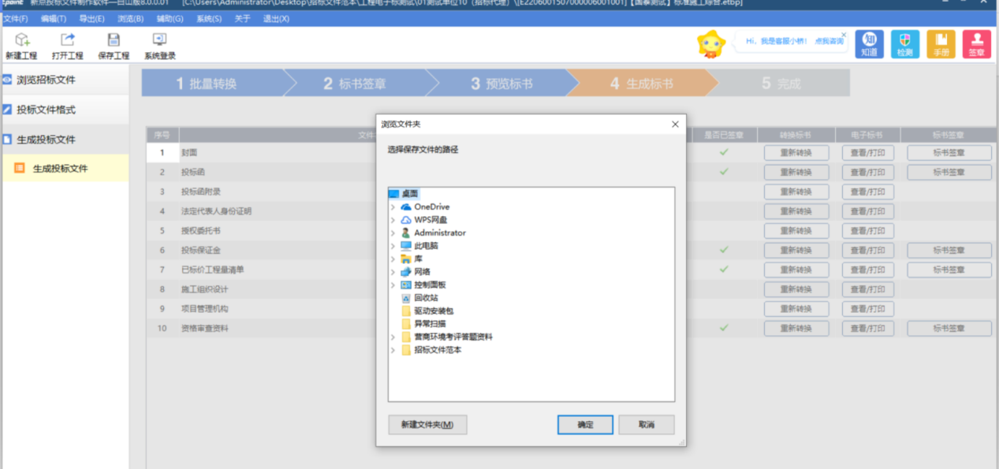 Epoint 新点投标文件制作软件—白山版8.0.0.01 [C:\Users\Administrator\Desktop\招标文件范本\工程电子标测试\01测试单位10（招标代理）\[E2206001507000006001001]【国泰测试】标准施工综合.etbp]
文件(F) 编辑(T) 导出(E) 浏览(B) 辅助(G) 系统(S) 关于 退出(X)
新建工程 打开工程 保存工程 系统登录
Hi，我是客服小桥！ 点我咨询
知道 检测 手册 签章
浏览招标文件
投标文件格式
生成投标文件
生成投标文件
1 批量转换 2 标书签章 3 预览标书 4 生成标书 5 完成
序号 文件 是否已签章 转换标书 电子标书 标书签章
1 封面 重新转换 查看/打印 标书签章
2 投标函 重新转换 查看/打印 标书签章
3 投标函附录 重新转换 查看/打印
4 法定代表人身份证明 重新转换 查看/打印
5 授权委托书 重新转换 查看/打印
6 投标保证金 重新转换 查看/打印 标书签章
7 已标价工程量清单 重新转换 查看/打印 标书签章
8 施工组织设计 重新转换 查看/打印
9 项目管理机构 重新转换 查看/打印
10 资格审查资料 重新转换 查看/打印 标书签章
浏览文件夹
选择保存文件的路径
桌面
OneDrive
WPS网盘
Administrator
此电脑
库
网络
控制面板
回收站
驱动安装包
异常扫描
营商环境考评答题资料
招标文件范本
新建文件夹(M) 确定 取消